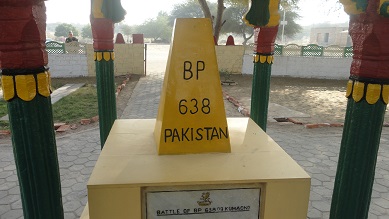 BP
638
PAKISTAN
BATTLE OF BP 638